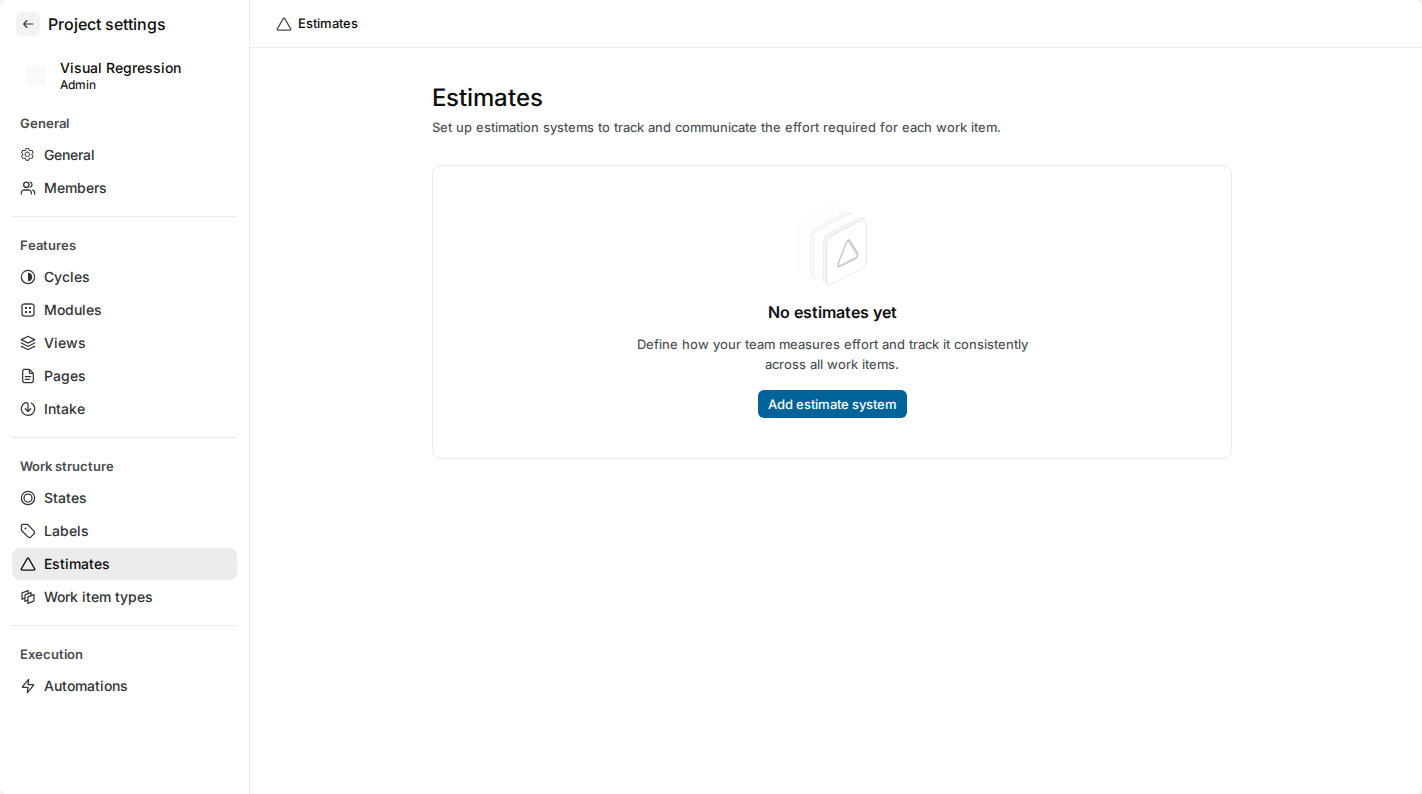 Project settings
Visual Regression
Admin
General
General
Members
Features
Cycles
Modules
Views
Pages
Intake
Work structure
States
Labels
Estimates
Work item types
Execution
Automations
Estimates
Estimates
Set up estimation systems to track and communicate the effort required for each work item.
No estimates yet
Define how your team measures effort and track it consistently
across all work items.
Add estimate system